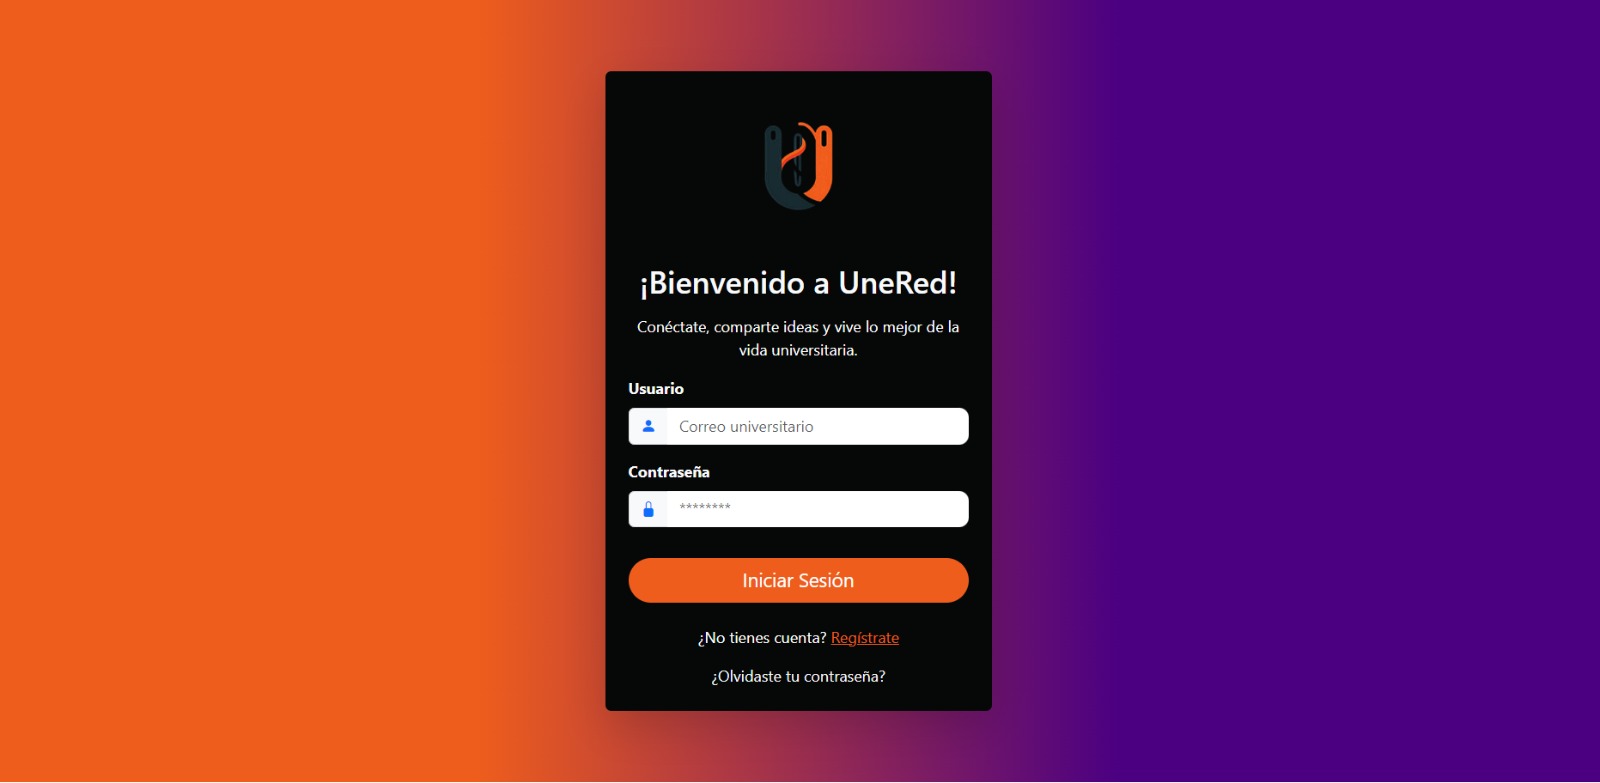 ¡Bienvenido a UneRed!
Conéctate, comparte ideas y vive lo mejor de la
vida universitaria.
Usuario
Correo universitario
Contraseña
********
Iniciar Sesión
¿No tienes cuenta? Regístrate
¿Olvidaste tu contraseña?